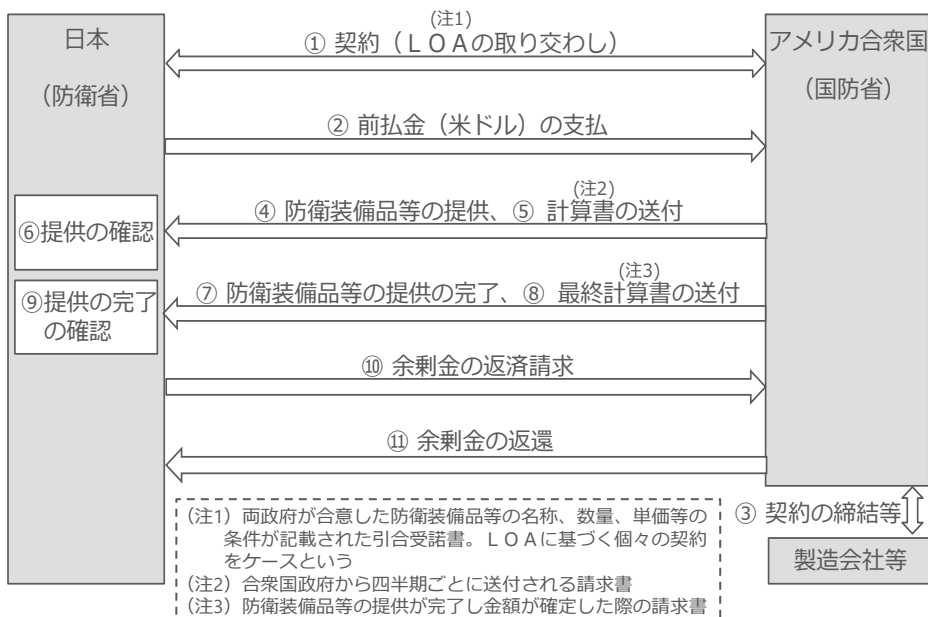 日本
(防衛省)
アメリカ合衆国
(国防省)
(注1)
① 契約(LOAの取り交わし)
② 前払金(米ドル)の支払
(注2)
④ 防衛装備品等の提供、⑤ 計算書の送付
⑥提供の確認
(注3)
⑦ 防衛装備品等の提供の完了、⑧ 最終計算書の送付
⑨提供の完了
の確認
⑩ 余剰金の返済請求
⑪ 余剰金の返還
③ 契約の締結等
製造会社等
(注1)両政府が合意した防衛装備品等の名称、数量、単価等の
条件が記載された引合受諾書。LOAに基づく個々の契約
をケースという
(注2)合衆国政府から四半期ごとに送付される請求書
(注3)防衛装備品等の提供が完了し金額が確定した際の請求書